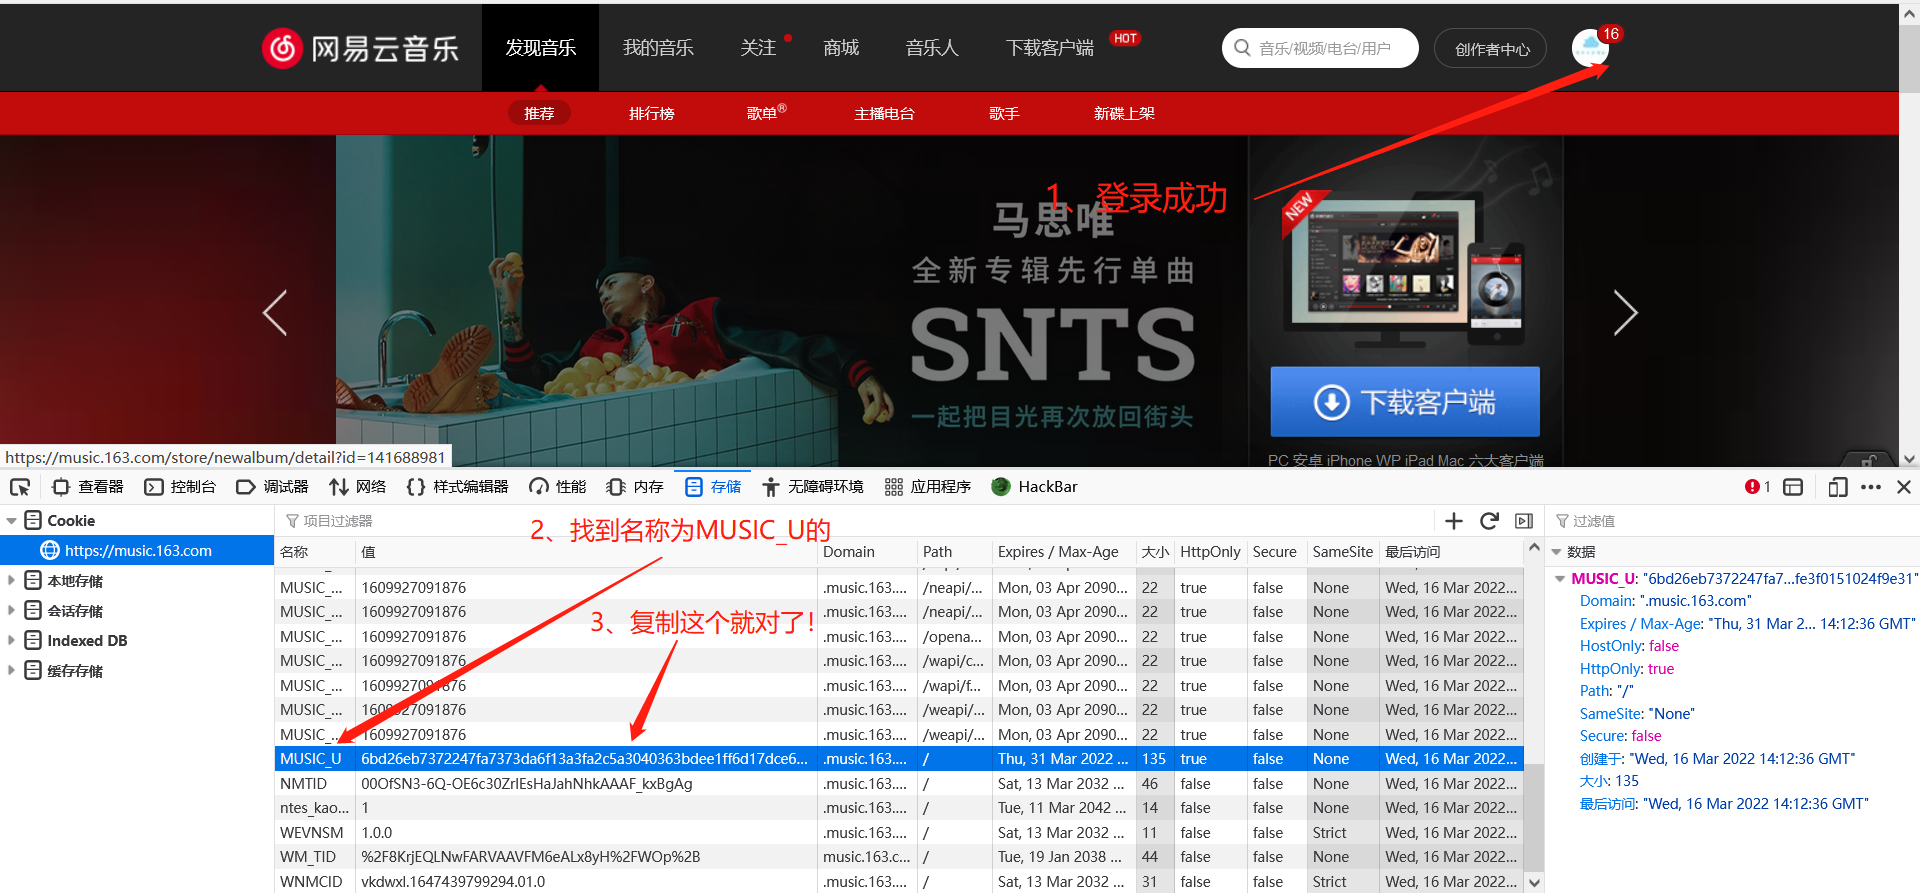 网易云音乐
发现音乐
我的音乐
关注
商城
音乐人
下载客户端
HOT
音乐/视频/电台/用户
创作者中心
16
推荐
排行榜
歌单®
主播电台
歌手
新碟上架
1、登录成功
马思唯
全新专辑先行单曲
SNTS
一起把目光再次放回街头
NEW
下载客户端
PC 安卓 iPhone WP iPad Mac 六大客户端
https://music.163.com/store/newalbum/detail?id=141688981
查看器 控制台 调试器 网络 样式编辑器 性能 内存 存储 无障碍环境 应用程序 HackBar 1
Cookie
https://music.163.com
本地存储
会话存储
Indexed DB
缓存存储
项目过滤器
2、找到名称为MUSIC_U的
3、复制这个就对了!
名称 值 Domain Path Expires / Max-Age 大小 HttpOnly Secure SameSite 最后访问
MUSIC_... 1609927091876 .music.163.... /neapi/... Mon, 03 Apr 2090... 22 true false None Wed, 16 Mar 2022...
MUSIC_... 1609927091876 .music.163.... /neapi/... Mon, 03 Apr 2090... 22 true false None Wed, 16 Mar 2022...
MUSIC_... 1609927091876 .music.163.... /opena... Mon, 03 Apr 2090... 22 true false None Wed, 16 Mar 2022...
MUSIC_... 1609927091876 .music.163.... /wapi/c... Mon, 03 Apr 2090... 22 true false None Wed, 16 Mar 2022...
MUSIC_... 1609927091876 .music.163.... /wapi/f... Mon, 03 Apr 2090... 22 true false None Wed, 16 Mar 2022...
MUSIC_... 1609927091876 .music.163.... /weapi/... Mon, 03 Apr 2090... 22 true false None Wed, 16 Mar 2022...
MUSIC_... 1609927091876 .music.163.... /weapi/... Mon, 03 Apr 2090... 22 true false None Wed, 16 Mar 2022...
MUSIC_U 6bd26eb7372247fa7373da6f13a3fa2c5a3040363bdee1ff6d17dce6... .music.163.... / Thu, 31 Mar 2022 ... 135 true false None Wed, 16 Mar 2022...
NMTID 00OfSN3-6Q-OE6c30ZrlEsHaJahNhkAAAF_kxBgAg .music.163.... / Sat, 13 Mar 2032 ... 46 false false None Wed, 16 Mar 2022...
ntes_kao... 1 .music.163.... / Tue, 11 Mar 2042 ... 14 false false None Wed, 16 Mar 2022...
WEVNSM 1.0.0 .music.163.... / Sat, 13 Mar 2032 ... 11 false false Strict Wed, 16 Mar 2022...
WM_TID %2F8KrjEQLNwFARVAAVFM6eALx8yH%2FWOp%2B music.163.c... / Tue, 19 Jan 2038 ... 44 false false None Wed, 16 Mar 2022...
WNMCID vkdwxl.1647439799294.01.0 .music.163.... / Sat, 13 Mar 2032 ... 31 false false Strict Wed, 16 Mar 2022...
过滤值
数据
MUSIC_U: "6bd26eb7372247fa7...fe3f0151024f9e31"
Domain: ".music.163.com"
Expires / Max-Age: "Thu, 31 Mar 2... 14:12:36 GMT"
HostOnly: false
HttpOnly: true
Path: "/"
SameSite: "None"
Secure: false
创建于: "Wed, 16 Mar 2022 14:12:36 GMT"
大小: 135
最后访问: "Wed, 16 Mar 2022 14:12:36 GMT"